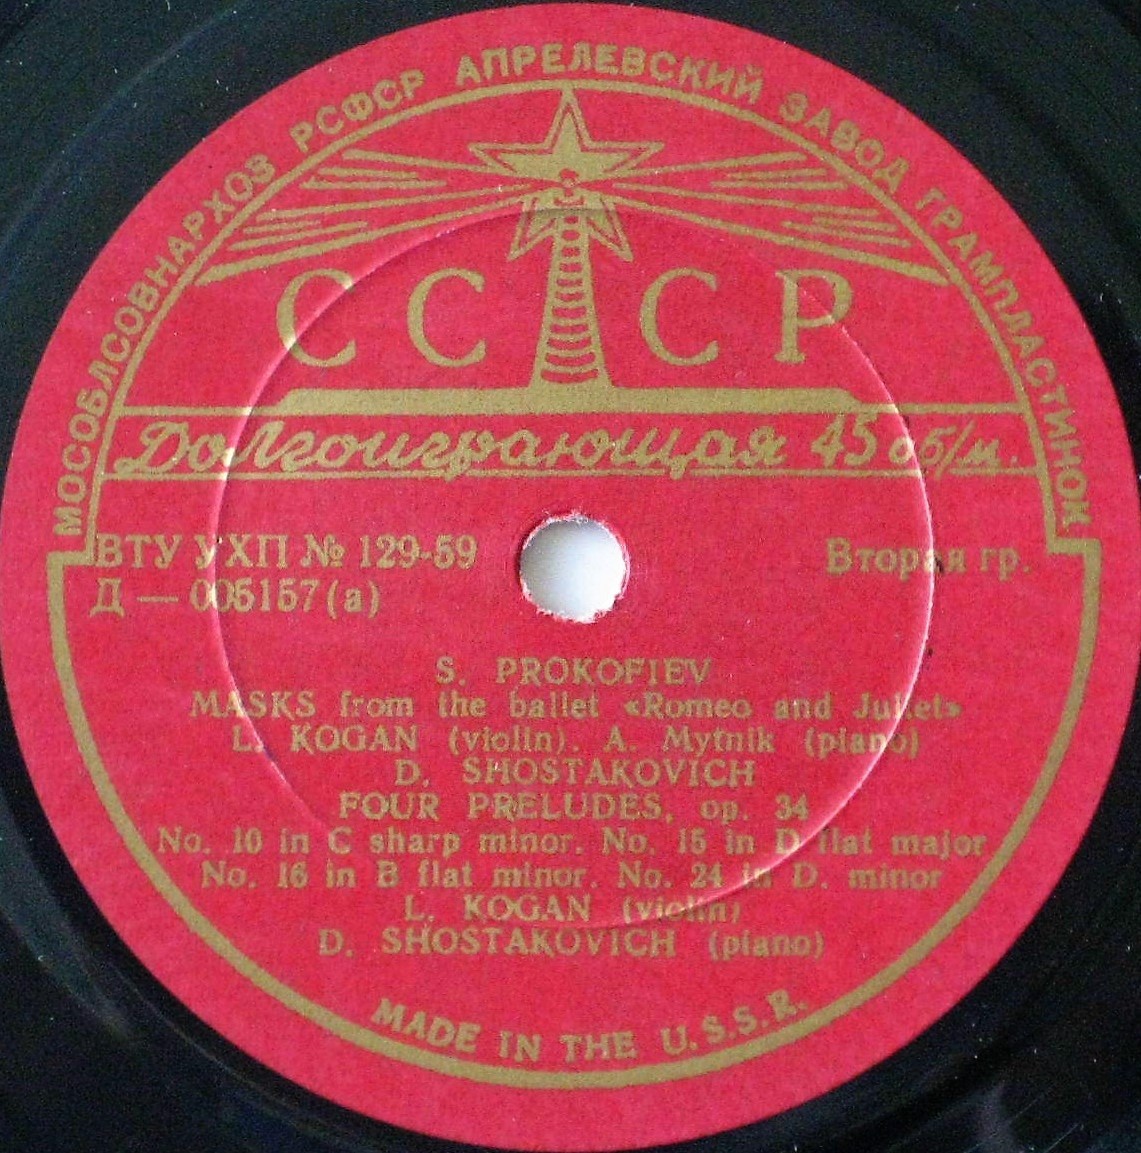 МОСОБЛСОВНАРХОЗ РСФСР АПРЕЛЕВСКИЙ ЗАВОД ГРАМПЛАСТИНОК
СССР
Долгоиграющая 45 об/м.
ВТУ УХП № 129-59
Вторая гр.
Д — 005157 (а)
S. PROKOFIEV
MASKS from the ballet «Romeo and Juliet»
L. KOGAN (violin). A. Mytnik (piano)
D. SHOSTAKOVICH
FOUR PRELUDES, op. 34
No. 10 in C sharp minor. No. 15 in D flat major
No. 16 in B flat minor. No. 24 in D. minor
L. KOGAN (violin)
D. SHOSTAKOVICH (piano)
MADE IN THE U.S.S.R.